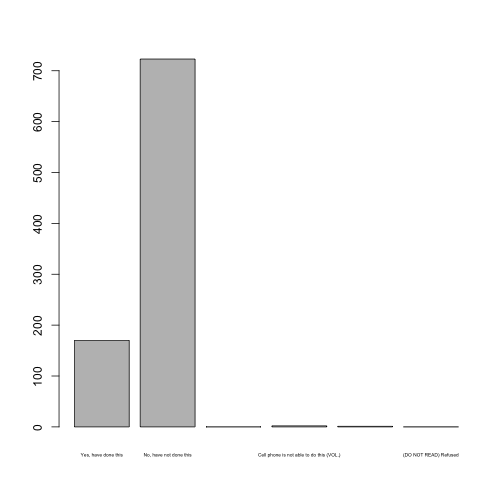 700
600
500
400
300
200
100
0
Yes, have done this
No, have not done this
Cell phone is not able to do this (VOL.)
(DO NOT READ) Refused